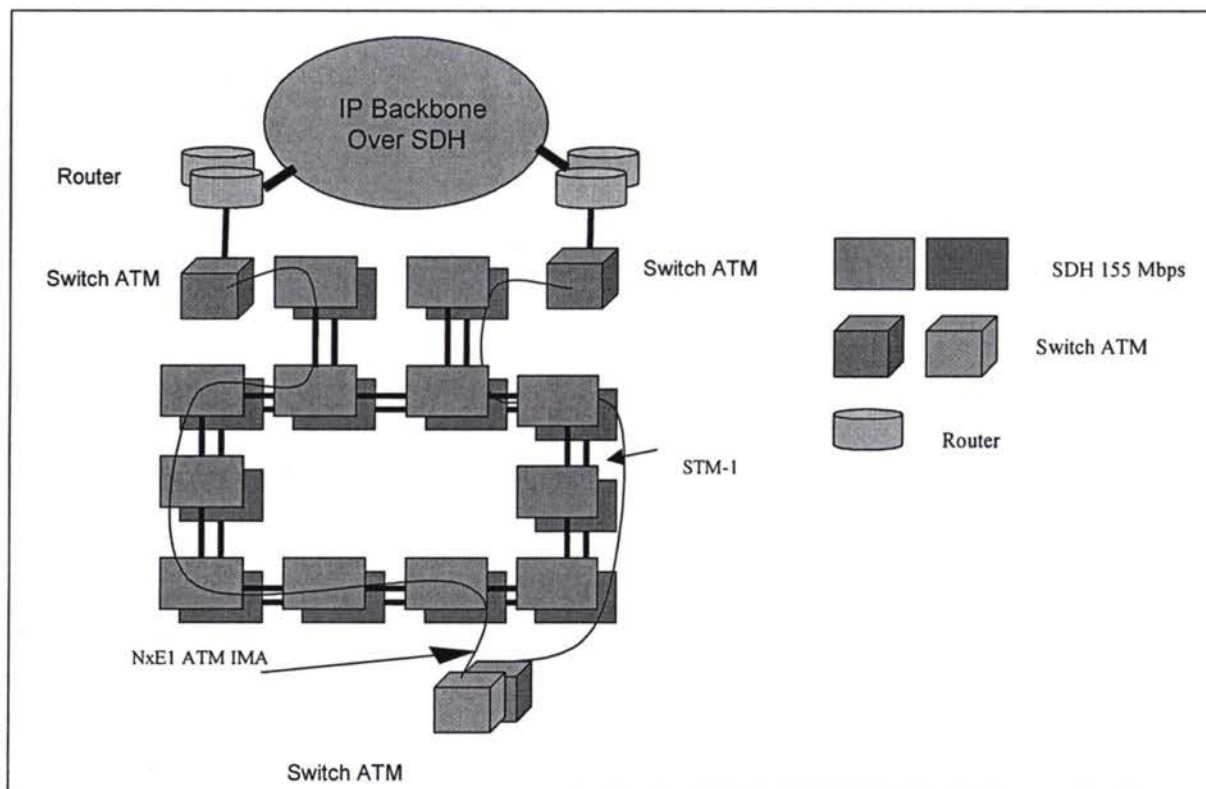 IP Backbone
Over SDH
Router
Switch ATM
Switch ATM
SDH 155 Mbps
Switch ATM
Router
STM-1
NxE1 ATM IMA
Switch ATM